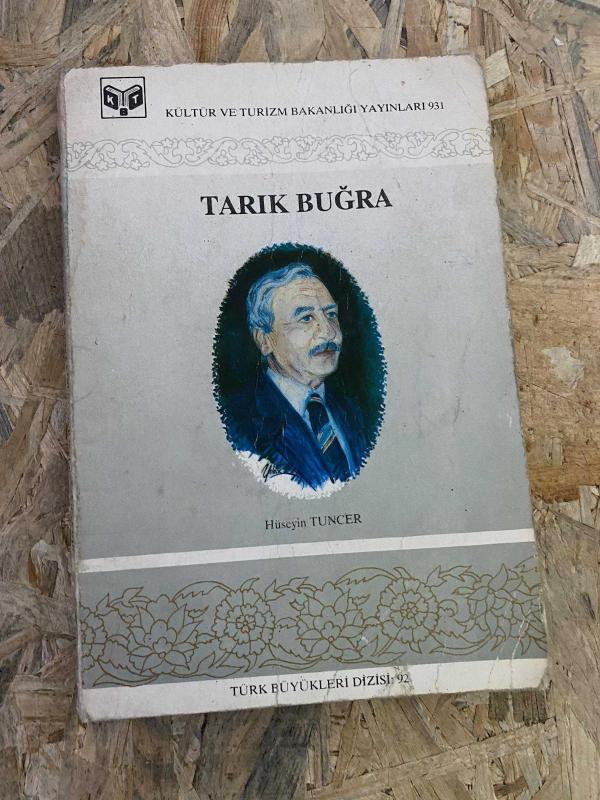 K T
B
KÜLTÜR VE TURİZM BAKANLIĞI YAYINLARI 931
TARIK BUĞRA
Hüseyin TUNCER
TÜRK BÜYÜKLERİ DİZİSİ: 92